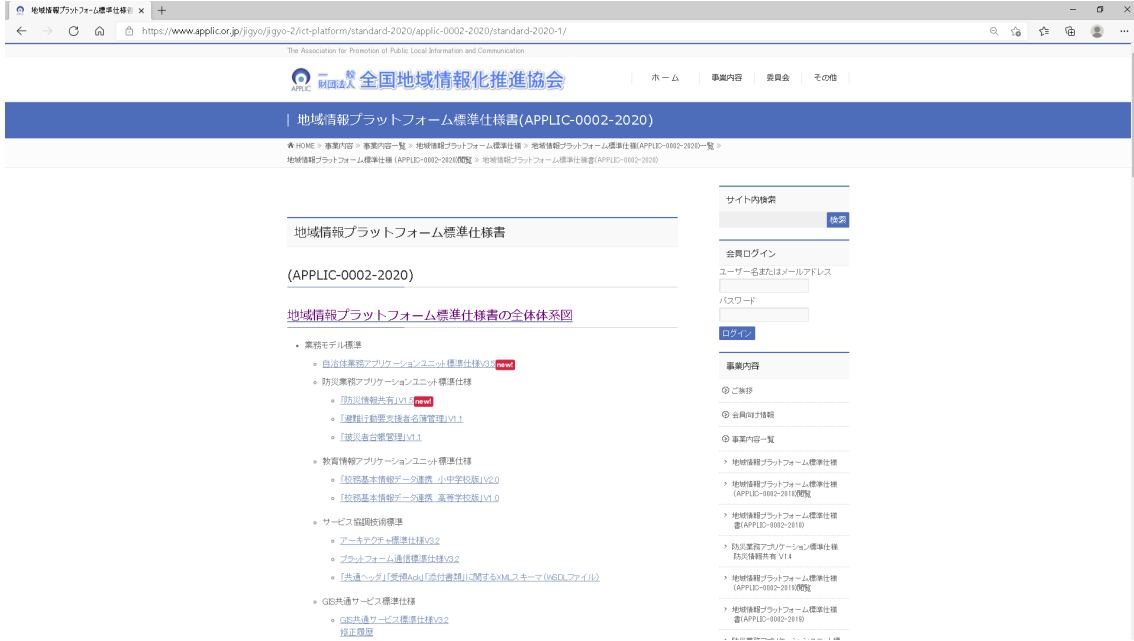 地域情報プラットフォーム標準仕様書
https://www.applic.or.jp/jigyo/jigyo-2/ict-platform/standard-2020/applic-0002-2020/standard-2020-1/
The Association for Promotion of Public Local Information and Communication
APPLIC
一般財団法人 全国地域情報化推進協会
ホーム 事業内容 委員会 その他
地域情報プラットフォーム標準仕様書(APPLIC-0002-2020)
HOME » 事業内容 » 事業内容一覧 » 地域情報プラットフォーム標準仕様 » 地域情報プラットフォーム標準仕様(APPLIC-0002-2020)一覧 »
地域情報プラットフォーム標準仕様 (APPLIC-0002-2020)閲覧 » 地域情報プラットフォーム標準仕様書(APPLIC-0002-2020)
地域情報プラットフォーム標準仕様書
(APPLIC-0002-2020)
地域情報プラットフォーム標準仕様書の全体体系図
業務モデル標準
自治体業務アプリケーションユニット標準仕様V3.6 new!
防災業務アプリケーションユニット標準仕様
「防災情報共有」V1.5 new!
「避難行動要支援者名簿管理」V1.1
「被災者台帳管理」V1.1
教育情報アプリケーションユニット標準仕様
「校務基本情報データ連携 小中学校版」V2.0
「校務基本情報データ連携 高等学校版」V1.0
サービス協調技術標準
アーキテクチャ標準仕様V3.2
プラットフォーム通信標準仕様V3.2
「共通ヘッダ」「受領Ack」「添付書類」に関するXMLスキーマ(WSDLファイル)
GIS共通サービス標準仕様
GIS共通サービス標準仕様V3.2
修正履歴
サイト内検索
検索
会員ログイン
ユーザー名またはメールアドレス
パスワード
ログイン
事業内容
ご挨拶
会員向け情報
事業内容一覧
地域情報プラットフォーム標準仕様
地域情報プラットフォーム標準仕様
(APPLIC-0002-2018)閲覧
地域情報プラットフォーム標準仕様
書(APPLIC-0002-2018)
防災業務アプリケーション標準仕様
防災情報共有 V1.4
地域情報プラットフォーム標準仕様
(APPLIC-0002-2019)閲覧
地域情報プラットフォーム標準仕様
書(APPLIC-0002-2019)